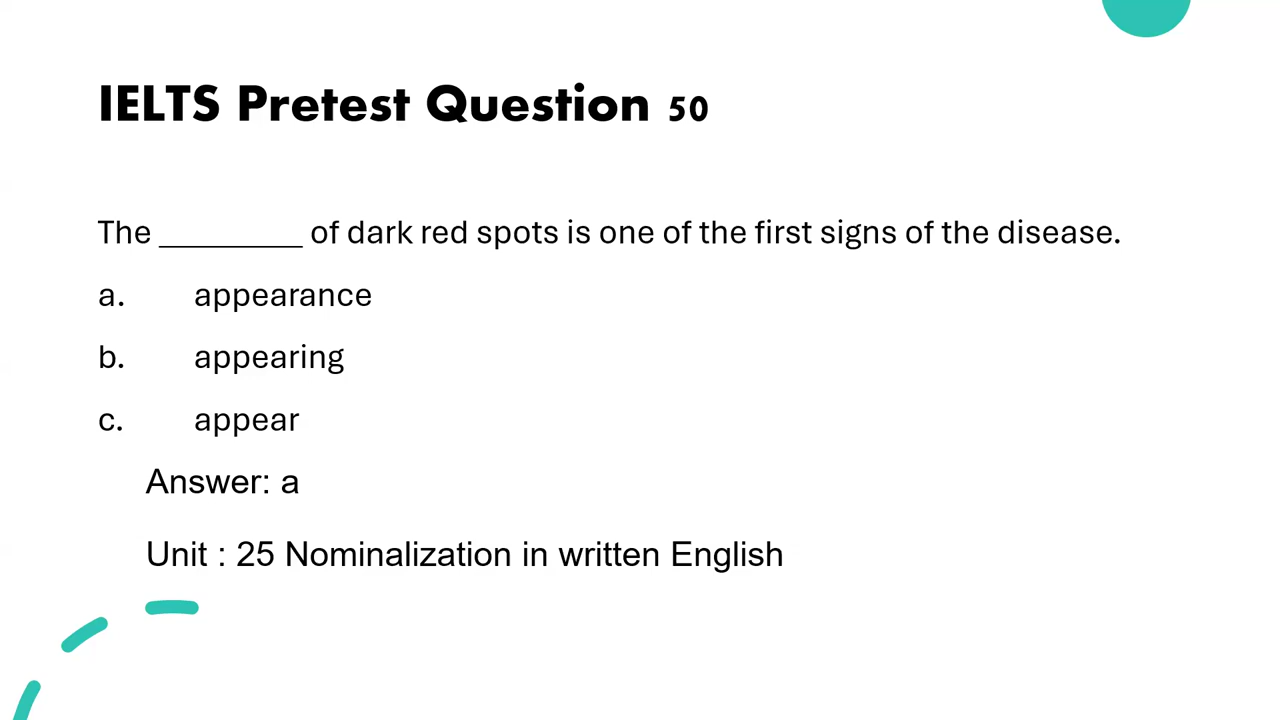 IELTS Pretest Question 50
The _________ of dark red spots is one of the first signs of the disease.
a. appearance
b. appearing
c. appear
Answer: a
Unit : 25 Nominalization in written English